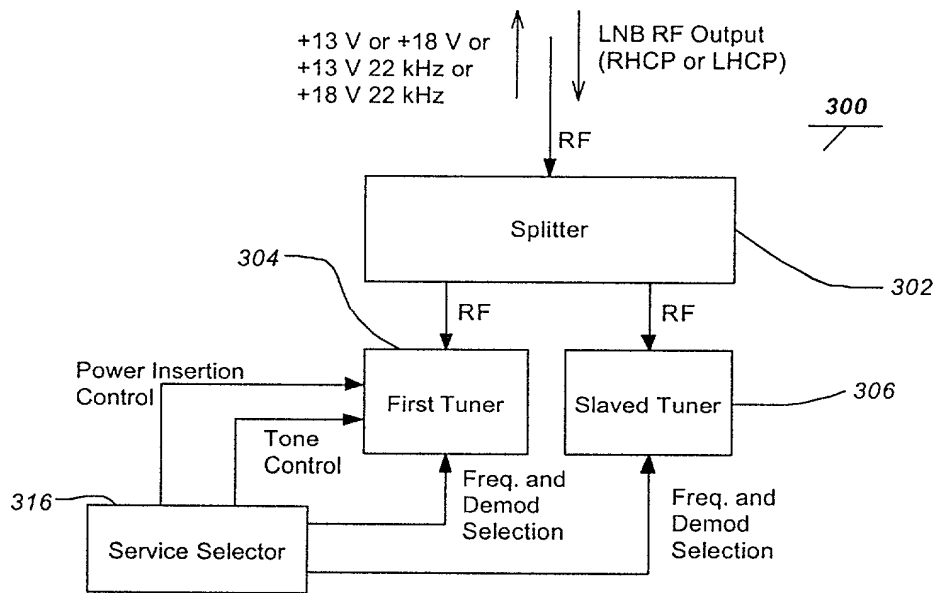 +13 V or +18 V or
+13 V 22 kHz or
+18 V 22 kHz
LNB RF Output
(RHCP or LHCP)
300
RF
Splitter
304
302
RF
RF
Power Insertion
Control
First Tuner
Slaved Tuner
306
Tone
Control
316
Freq. and
Demod
Selection
Freq. and
Demod
Selection
Service Selector